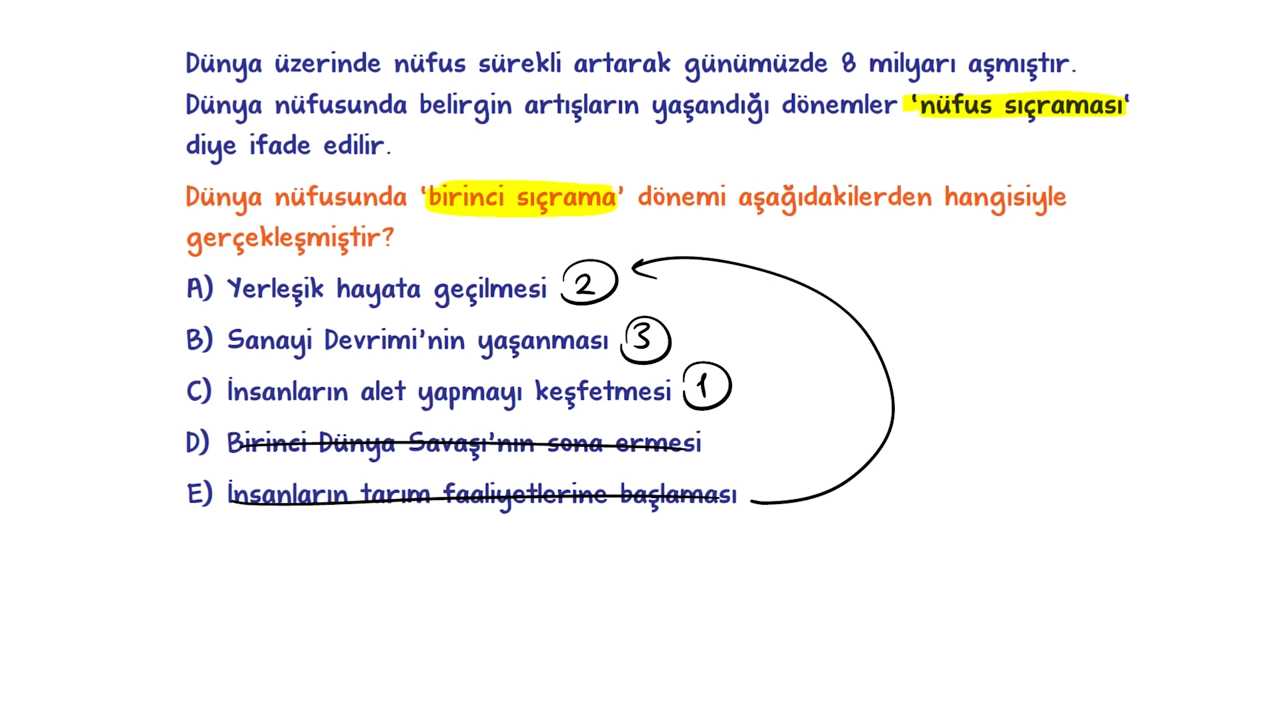 Dünya üzerinde nüfus sürekli artarak günümüzde 8 milyarı aşmıştır.
Dünya nüfusunda belirgin artışların yaşandığı dönemler ‘nüfus sıçraması‘
diye ifade edilir.
Dünya nüfusunda ‘birinci sıçrama’ dönemi aşağıdakilerden hangisiyle
gerçekleşmiştir?
A) Yerleşik hayata geçilmesi 2
B) Sanayi Devrimi’nin yaşanması 3
C) İnsanların alet yapmayı keşfetmesi 1
D) Birinci Dünya Savaşı’nın sona ermesi
E) İnsanların tarım faaliyetlerine başlaması